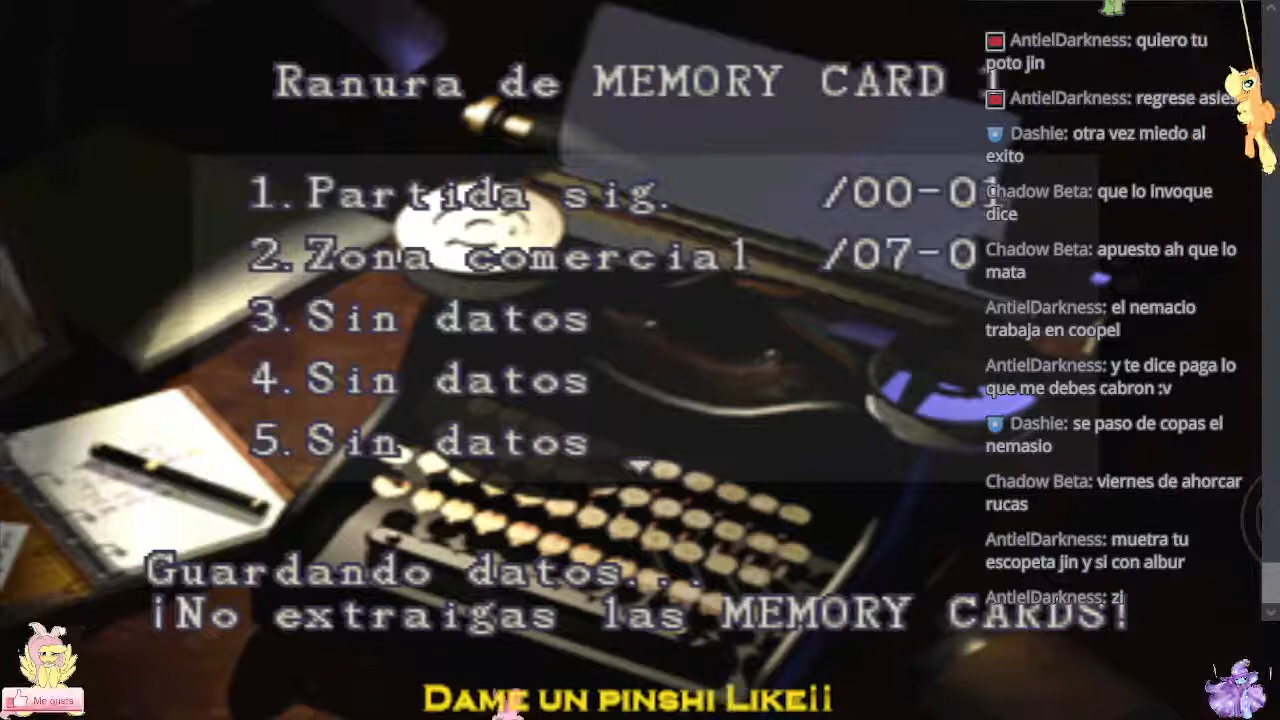 Ranura de MEMORY CARD 1
1.Partida sig. /00-01
2.Zona comercial /07-0
3.Sin datos
4.Sin datos
5.Sin datos
Guardando datos...
¡No extraigas las MEMORY CARDS!
AntielDarkness: quiero tu
poto jin
AntielDarkness: regrese asies
Dashie: otra vez miedo al
exito
Chadow Beta: que lo invoque
dice
Chadow Beta: apuesto ah que lo
mata
AntielDarkness: el nemacio
trabaja en coopel
AntielDarkness: y te dice paga lo
que me debes cabron :v
Dashie: se paso de copas el
nemasio
Chadow Beta: viernes de ahorcar
rucas
AntielDarkness: muetra tu
escopeta jin y si con albur
AntielDarkness: zi
Me gusta
DAME UN PINSHI LIKE¡¡